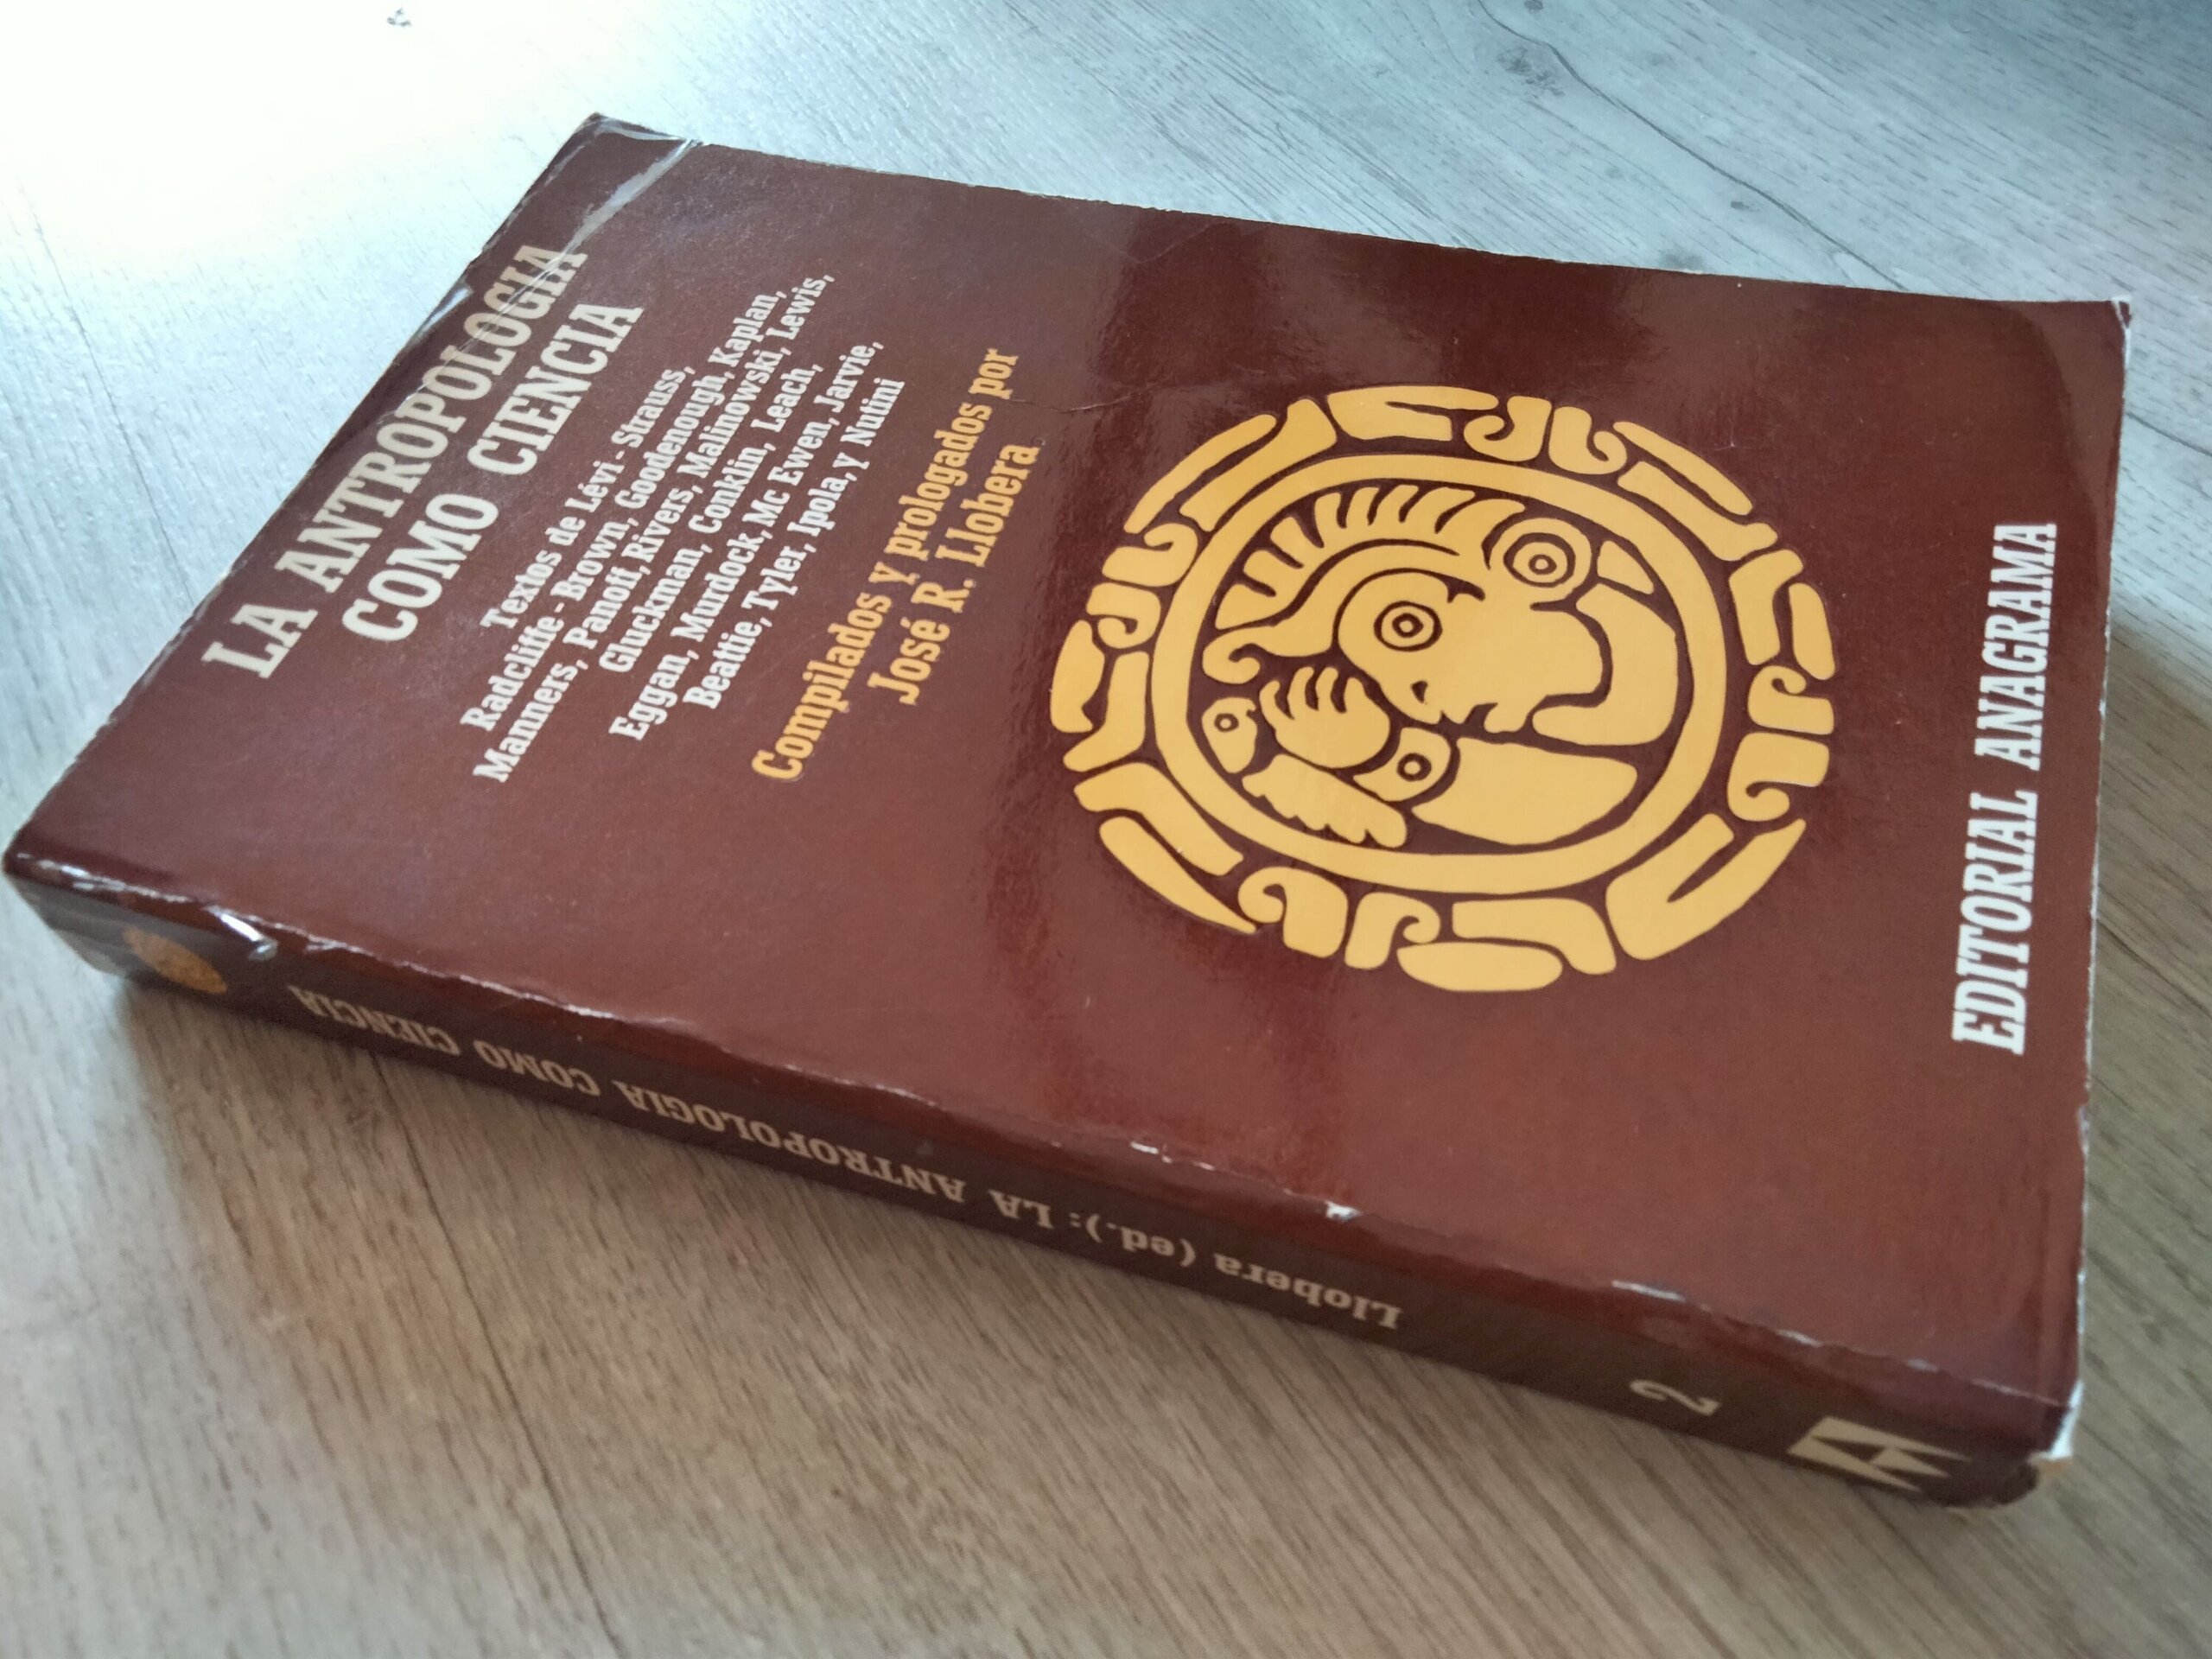 LA ANTROPOLOGIA
COMO CIENCIA
Textos de Lévi-Strauss,
Radcliffe-Brown, Goodenough, Kaplan,
Manners, Panoff, Rivers, Malinowski, Lewis,
Gluckman, Conklin, Leach,
Eggan, Murdock, Mc Ewen, Jarvie,
Beattie, Tyler, Ipola, y Nutini
Compilados y prologados por
José R. Llobera
EDITORIAL ANAGRAMA
Llobera (ed.): LA ANTROPOLOGIA COMO CIENCIA
2
A